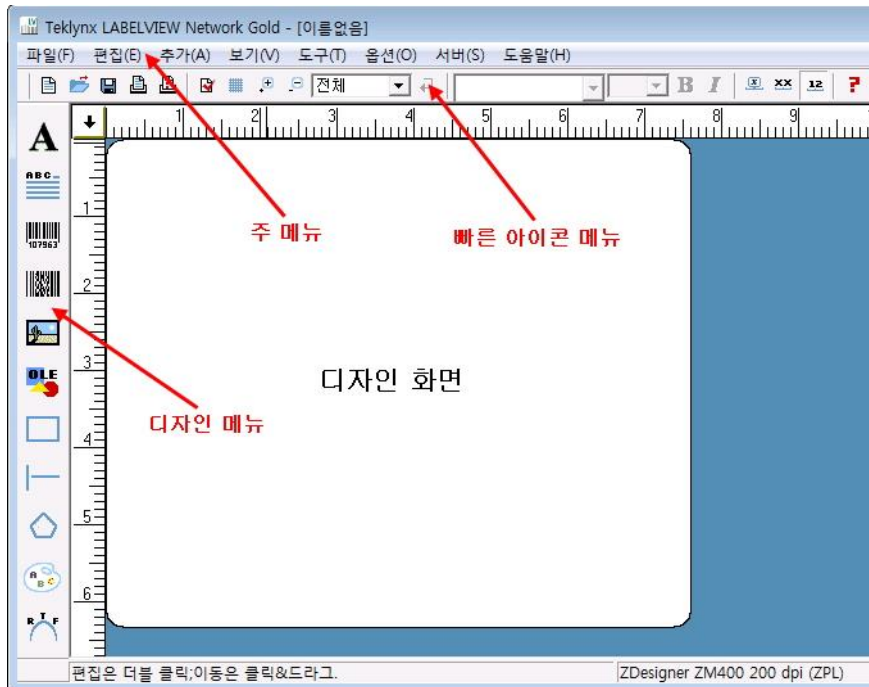 Teklynx LABELVIEW Network Gold - [이름없음]
파일(F) 편집(E) 추가(A) 보기(V) 도구(T) 옵션(O) 서버(S) 도움말(H)
전체 B I XX 12 ?
1 2 3 4 5 6 7 8 9
A
ABC
1
주 메뉴 빠른 아이콘 메뉴
107963
2
3
OLE
디자인 화면
디자인 메뉴
4
5
A B C
6
R T F
편집은 더블 클릭;이동은 클릭&드라그. ZDesigner ZM400 200 dpi (ZPL)